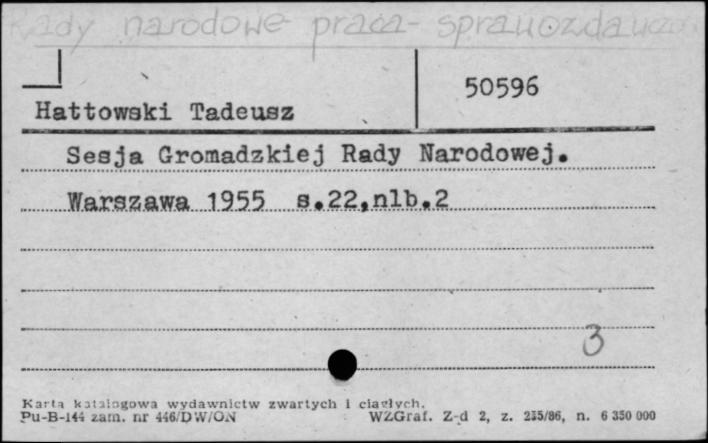 Rady narodowe praca- sprawozdawczo
50596
Hattowski Tadeusz
Sesja Gromadzkiej Rady Narodowej.
Warszawa 1955 s.22,nlb.2
3
Karta katalogowa wydawnictw zwartych i ciągłych.
Pu-B-144 zam. nr 446/DW/ON WZGraf. Z-d 2, z. 235/86, n. 6 350 000